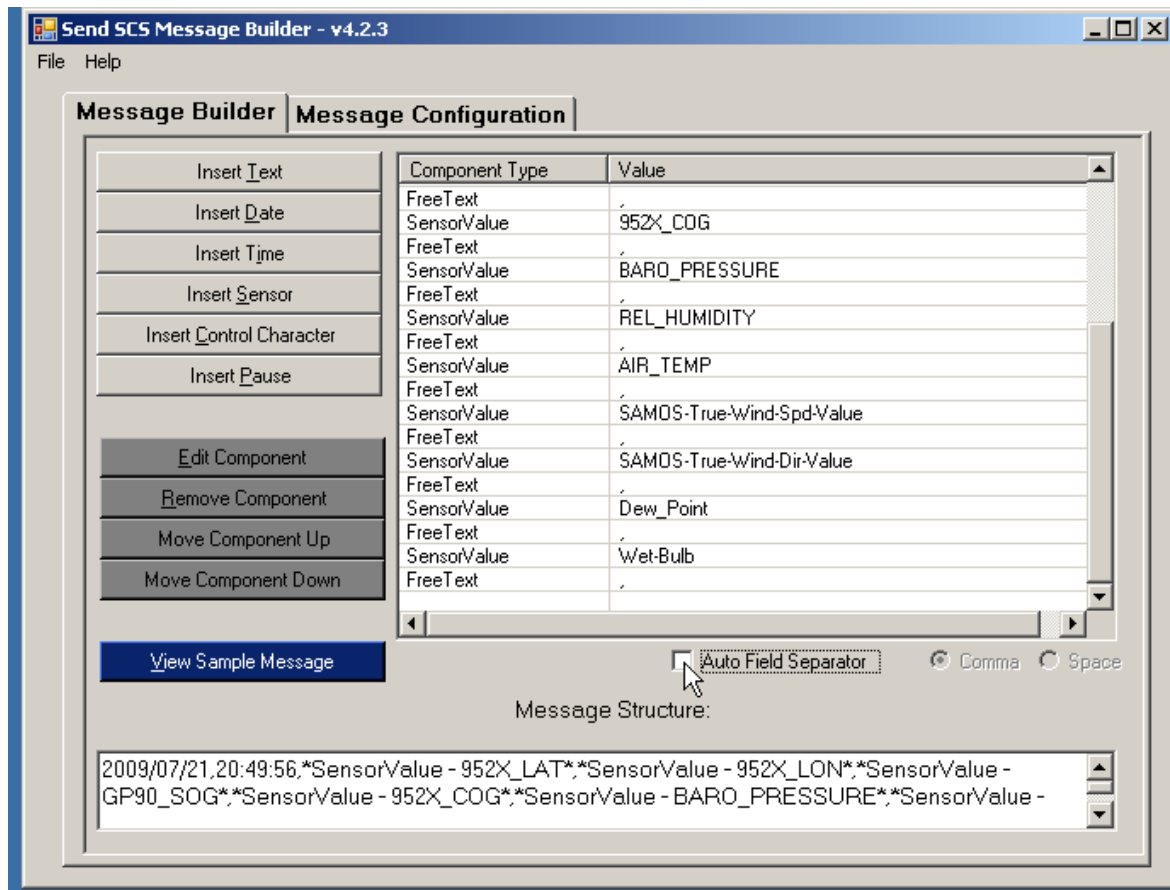 Send SCS Message Builder - v4.2.3
File Help
Message Builder Message Configuration
Insert Text
Insert Date
Insert Time
Insert Sensor
Insert Control Character
Insert Pause
Edit Component
Remove Component
Move Component Up
Move Component Down
View Sample Message
Component Type Value
FreeText ,
SensorValue 952X_COG
FreeText ,
SensorValue BARO_PRESSURE
FreeText ,
SensorValue REL_HUMIDITY
FreeText ,
SensorValue AIR_TEMP
FreeText ,
SensorValue SAMOS-True-Wind-Spd-Value
FreeText ,
SensorValue SAMOS-True-Wind-Dir-Value
FreeText ,
SensorValue Dew_Point
FreeText ,
SensorValue Wet-Bulb
FreeText ,
Auto Field Separator Comma Space
Message Structure:
2009/07/21,20:49:56,*SensorValue - 952X_LAT*,*SensorValue - 952X_LON*,*SensorValue -
GP90_SOG*,*SensorValue - 952X_COG*,*SensorValue - BARO_PRESSURE*,*SensorValue -